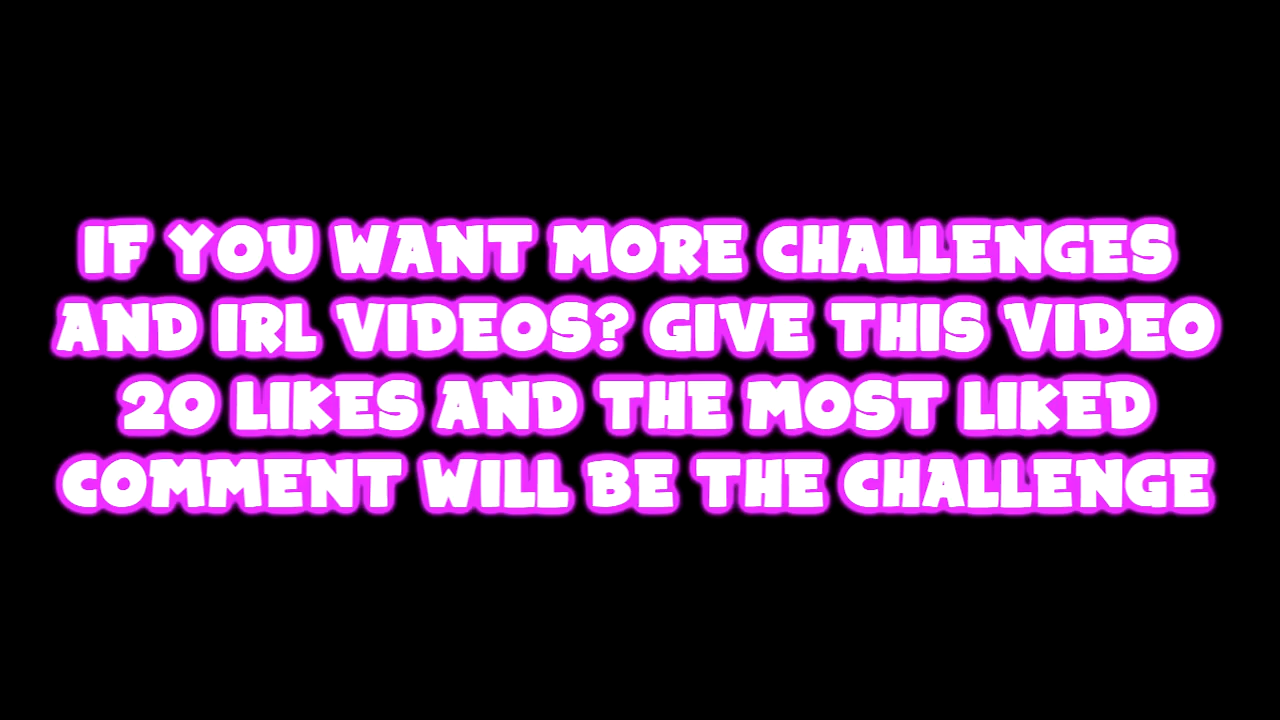 IF YOU WANT MORE CHALLENGES
AND IRL VIDEOS? GIVE THIS VIDEO
20 LIKES AND THE MOST LIKED
COMMENT WILL BE THE CHALLENGE